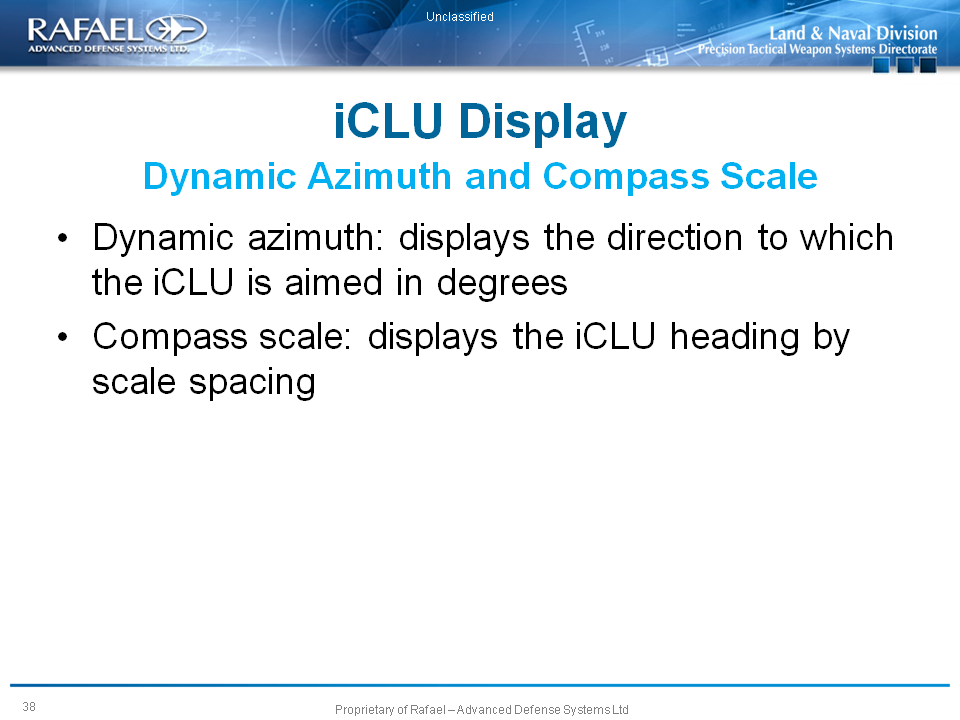 Unclassified
RAFAEL
ADVANCED DEFENSE SYSTEMS LTD.
Land & Naval Division
Precision Tactical Weapon Systems Directorate
iCLU Display
Dynamic Azimuth and Compass Scale
• Dynamic azimuth: displays the direction to which
the iCLU is aimed in degrees
• Compass scale: displays the iCLU heading by
scale spacing
38
Proprietary of Rafael – Advanced Defense Systems Ltd